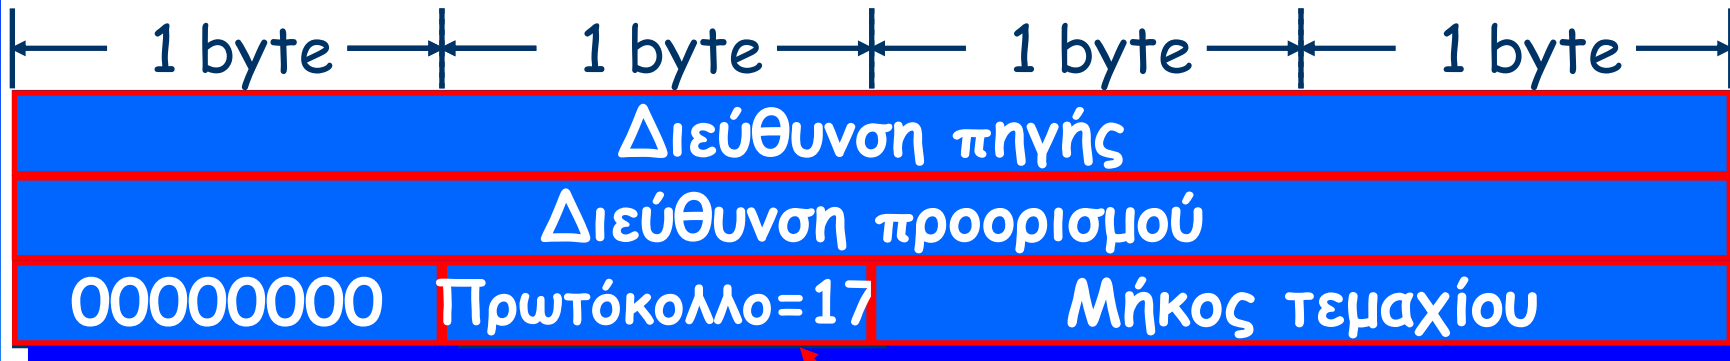 1 byte 1 byte 1 byte 1 byte
Διεύθυνση πηγής
Διεύθυνση προορισμού
00000000 Πρωτόκολλο=17 Μήκος τεμαχίου